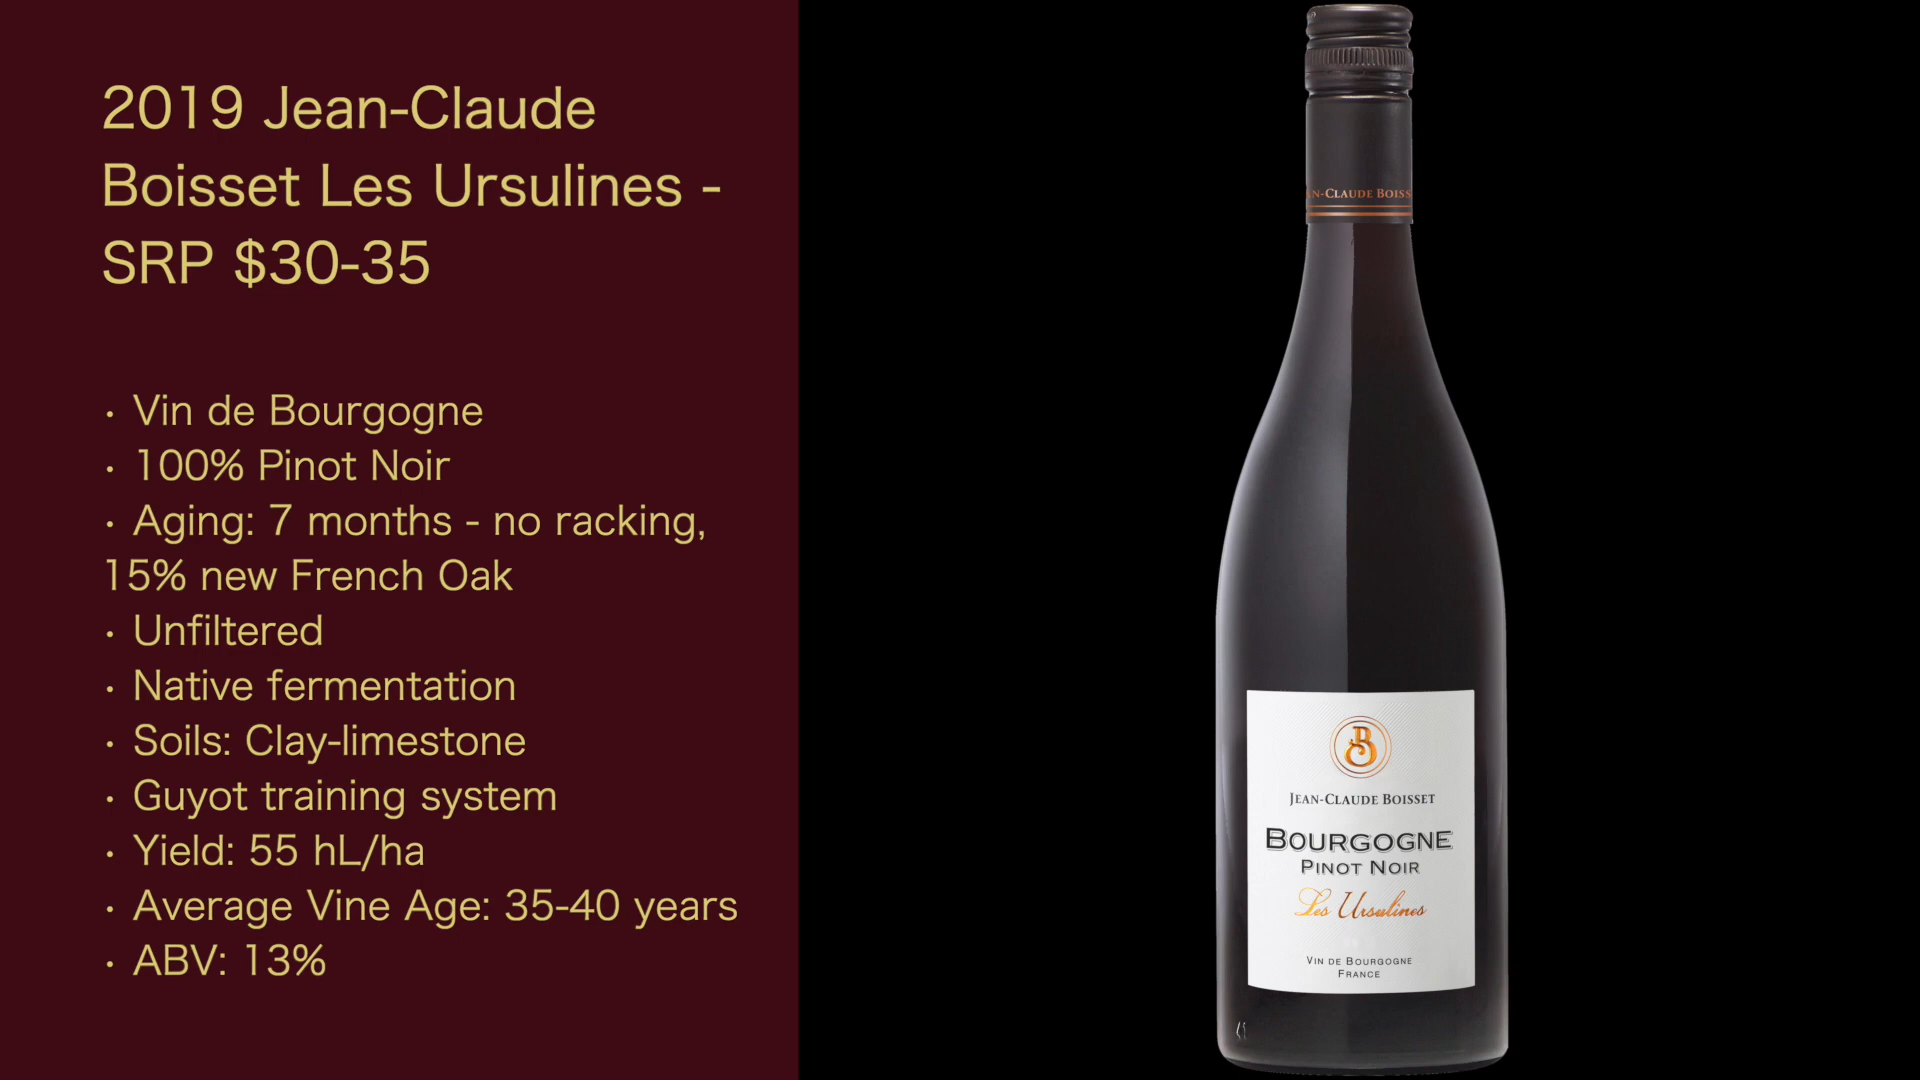 2019 Jean-Claude
Boisset Les Ursulines -
SRP $30-35
• Vin de Bourgogne
• 100% Pinot Noir
• Aging: 7 months - no racking,
15% new French Oak
• Unfiltered
• Native fermentation
• Soils: Clay-limestone
• Guyot training system
• Yield: 55 hL/ha
• Average Vine Age: 35-40 years
• ABV: 13%
N-CLAUDE BOISS
JB
JEAN-CLAUDE BOISSET
BOURGOGNE
PINOT NOIR
Les Ursulines
VIN DE BOURGOGNE
FRANCE